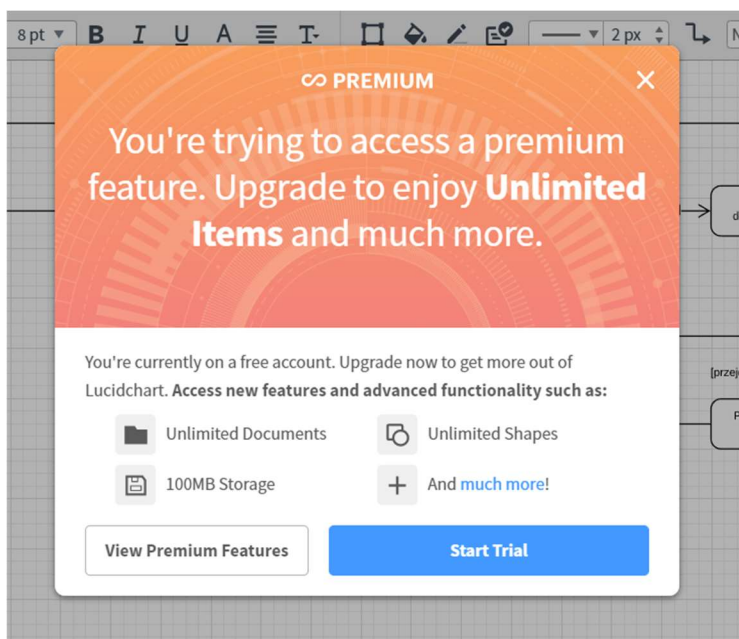 8 pt B I U A T 2 px N
PREMIUM
You're trying to access a premium
feature. Upgrade to enjoy Unlimited
Items and much more.
d
You're currently on a free account. Upgrade now to get more out of
Lucidchart. Access new features and advanced functionality such as:
[przej
P
Unlimited Documents
Unlimited Shapes
100MB Storage
And much more!
View Premium Features
Start Trial